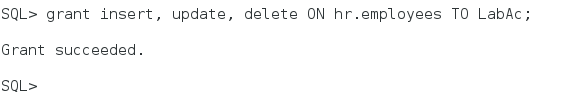 SQL> grant insert, update, delete ON hr.employees TO LabAc;
Grant succeeded.
SQL>